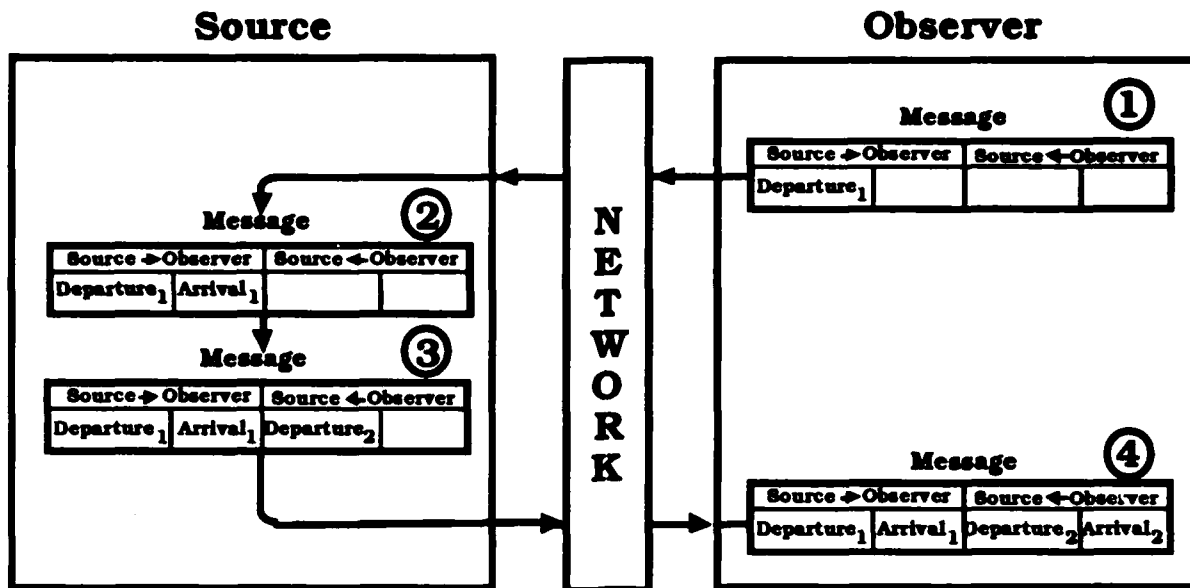 Source
Observer
①
Message
Source → Observer Source ← Observer
Departure₁
②
Message
Source → Observer Source ← Observer
Departure₁ Arrival₁
③
Message
Source → Observer Source ← Observer
Departure₁ Arrival₁ Departure₂
NETWORK
④
Message
Source → Observer Source ← Observer
Departure₁ Arrival₁ Departure₂ Arrival₂